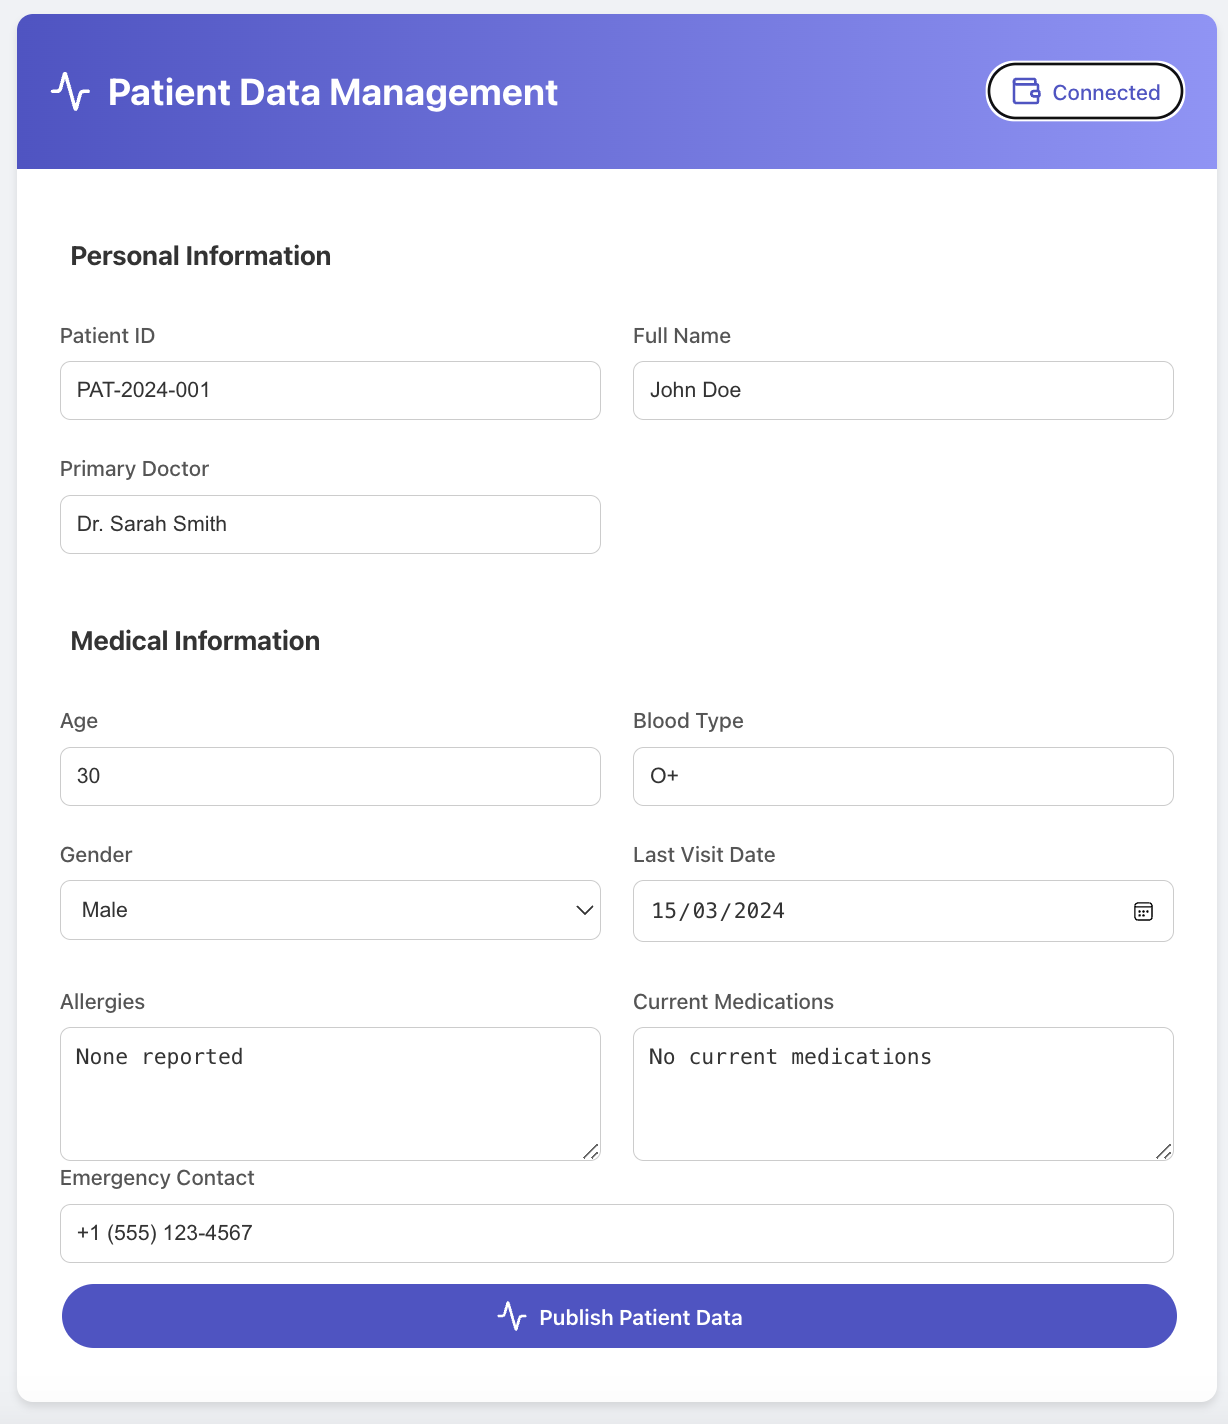 Patient Data Management
Connected
Personal Information
Patient ID
Full Name
PAT-2024-001
John Doe
Primary Doctor
Dr. Sarah Smith
Medical Information
Age
Blood Type
30
O+
Gender
Last Visit Date
Male
15/03/2024
Allergies
Current Medications
None reported
No current medications
Emergency Contact
+1 (555) 123-4567
Publish Patient Data